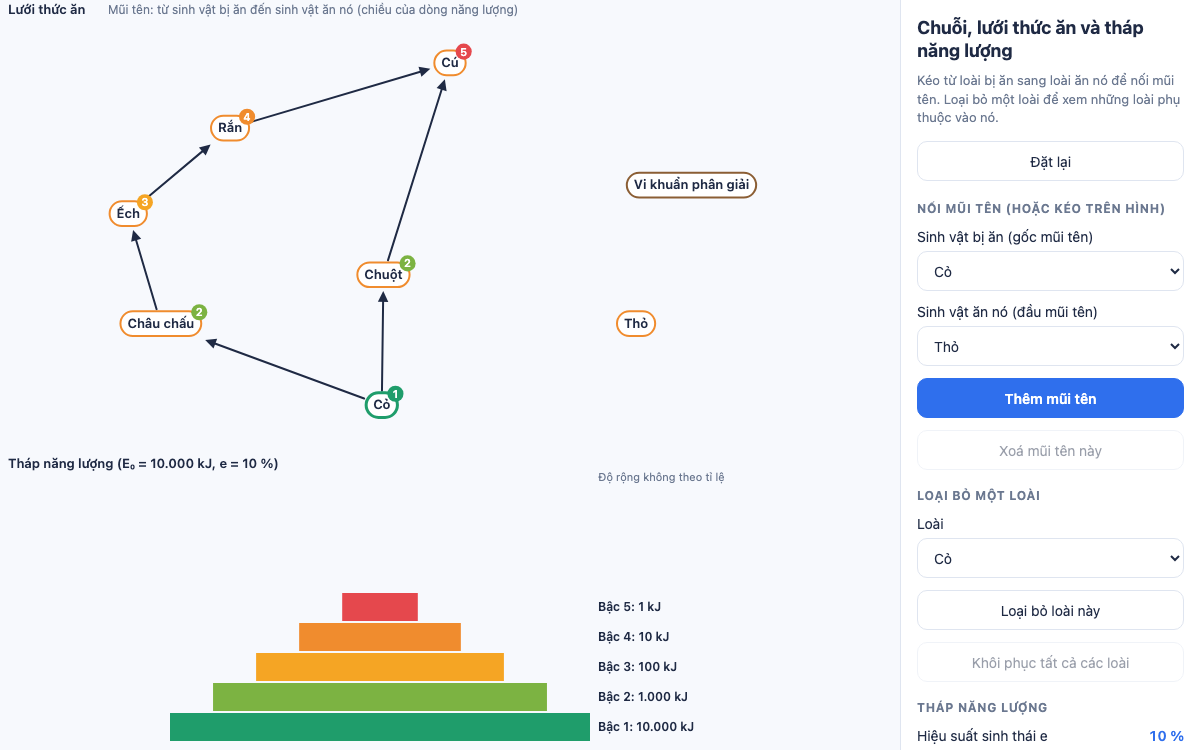 Lưới thức ăn
Mũi tên: từ sinh vật bị ăn đến sinh vật ăn nó (chiều của dòng năng lượng)
Cú
5
Rắn
4
Vi khuẩn phân giải
Ếch
3
Chuột
2
Châu chấu
2
Thỏ
Cỏ
1
Tháp năng lượng (E₀ = 10.000 kJ, e = 10 %)
Độ rộng không theo tỉ lệ
Bậc 5: 1 kJ
Bậc 4: 10 kJ
Bậc 3: 100 kJ
Bậc 2: 1.000 kJ
Bậc 1: 10.000 kJ
Chuỗi, lưới thức ăn và tháp
năng lượng
Kéo từ loài bị ăn sang loài ăn nó để nối mũi
tên. Loại bỏ một loài để xem những loài phụ
thuộc vào nó.
Đặt lại
NỐI MŨI TÊN (HOẶC KÉO TRÊN HÌNH)
Sinh vật bị ăn (gốc mũi tên)
Cỏ
Sinh vật ăn nó (đầu mũi tên)
Thỏ
Thêm mũi tên
Xoá mũi tên này
LOẠI BỎ MỘT LOÀI
Loài
Cỏ
Loại bỏ loài này
Khôi phục tất cả các loài
THÁP NĂNG LƯỢNG
Hiệu suất sinh thái e
10 %